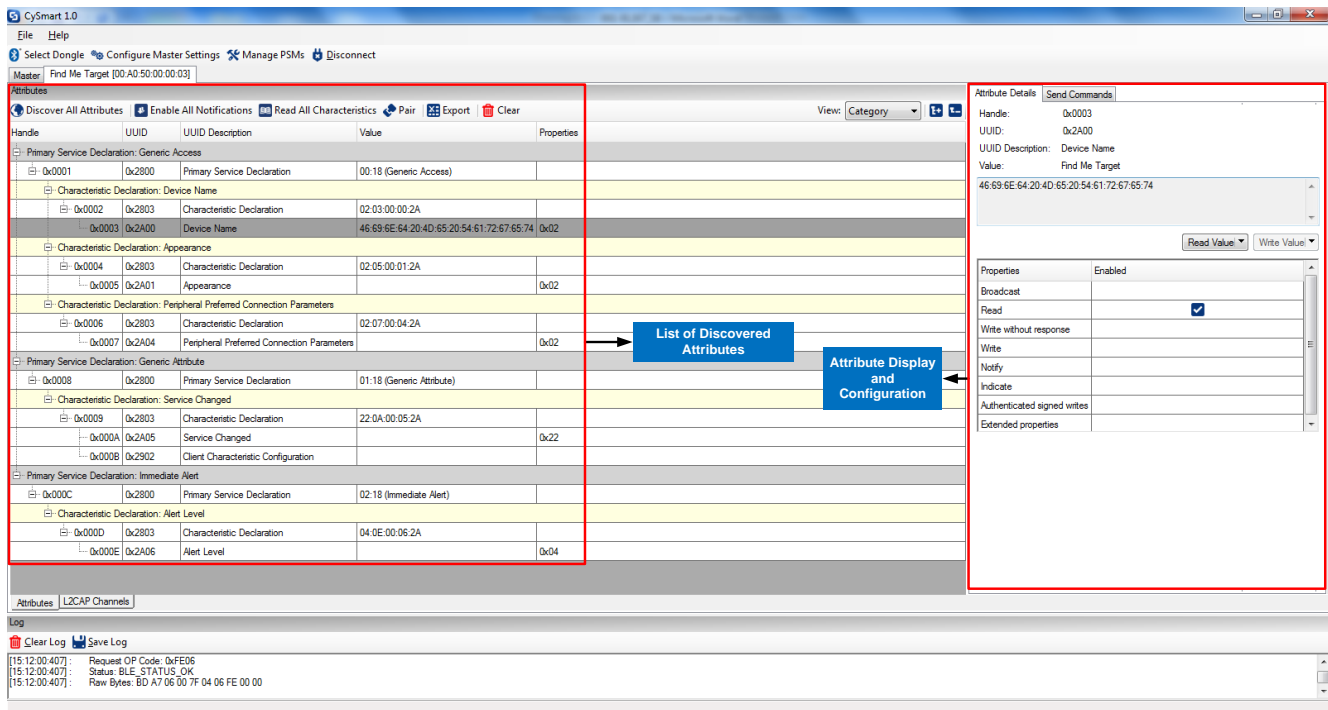 CySmart 1.0
File Help
Select Dongle Configure Master Settings Manage PSMs Disconnect
Master Find Me Target [00:A0:50:00:00:03]
Attributes
Discover All Attributes Enable All Notifications Read All Characteristics Pair Export Clear View: Category
Handle UUID UUID Description Value Properties
Primary Service Declaration: Generic Access
0x0001 0x2800 Primary Service Declaration 00:18 (Generic Access)
Characteristic Declaration: Device Name
0x0002 0x2803 Characteristic Declaration 02:03:00:00:2A
0x0003 0x2A00 Device Name 46:69:6E:64:20:4D:65:20:54:61:72:67:65:74 0x02
Characteristic Declaration: Appearance
0x0004 0x2803 Characteristic Declaration 02:05:00:01:2A
0x0005 0x2A01 Appearance 0x02
Characteristic Declaration: Peripheral Preferred Connection Parameters
0x0006 0x2803 Characteristic Declaration 02:07:00:04:2A
0x0007 0x2A04 Peripheral Preferred Connection Parameters 0x02
Primary Service Declaration: Generic Attribute
0x0008 0x2800 Primary Service Declaration 01:18 (Generic Attribute)
Characteristic Declaration: Service Changed
0x0009 0x2803 Characteristic Declaration 22:0A:00:05:2A
0x000A 0x2A05 Service Changed 0x22
0x000B 0x2902 Client Characteristic Configuration
Primary Service Declaration: Immediate Alert
0x000C 0x2800 Primary Service Declaration 02:18 (Immediate Alert)
Characteristic Declaration: Alert Level
0x000D 0x2803 Characteristic Declaration 04:0E:00:06:2A
0x000E 0x2A06 Alert Level 0x04
Attributes L2CAP Channels
List of Discovered
Attributes
Attribute Display
and
Configuration
Attribute Details Send Commands
Handle: 0x0003
UUID: 0x2A00
UUID Description: Device Name
Value: Find Me Target
46:69:6E:64:20:4D:65:20:54:61:72:67:65:74
Read Value Write Value
Properties Enabled
Broadcast
Read
Write without response
Write
Notify
Indicate
Authenticated signed writes
Extended properties
Log
Clear Log Save Log
[15:12:00:407] : Request OP Code: 0xFE06
[15:12:00:407] : Status: BLE_STATUS_OK
[15:12:00:407] : Raw Bytes: BD A7 06 00 7F 04 06 FE 00 00